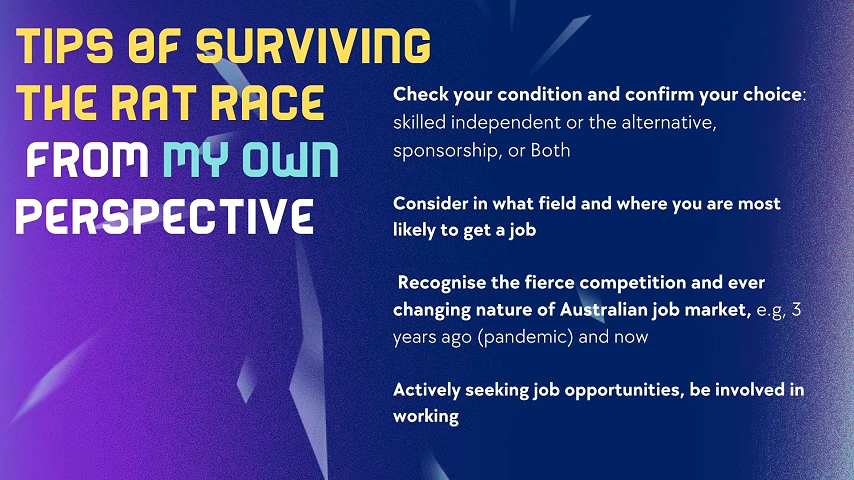 TIPS OF SURVIVING
THE RAT RACE
FROM MY OWN
PERSPECTIVE
Check your condition and confirm your choice:
skilled independent or the alternative,
sponsorship, or Both
Consider in what field and where you are most
likely to get a job
Recognise the fierce competition and ever
changing nature of Australian job market, e.g, 3
years ago (pandemic) and now
Actively seeking job opportunities, be involved in
working